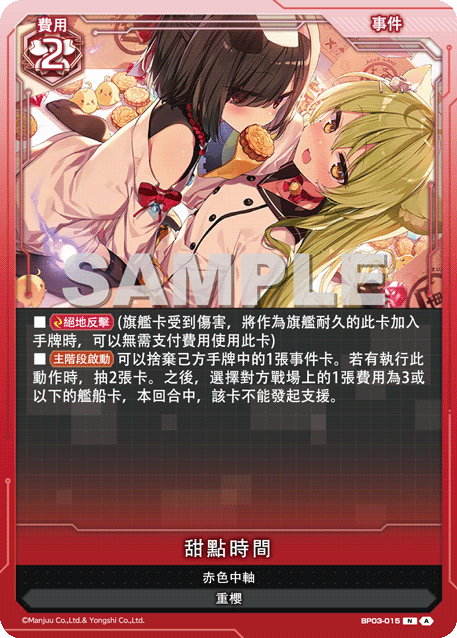 費用
事件
2
SAMPLE
■ 絕地反擊 (旗艦卡受到傷害，將作為旗艦耐久的此卡加入
手牌時，可以無需支付費用使用此卡)
■ 主階段啟動 可以捨棄己方手牌中的1張事件卡。若有執行此
動作時，抽2張卡。之後，選擇對方戰場上的1張費用為3或
以下的艦船卡，本回合中，該卡不能發起支援。
甜點時間
赤色中軸
重櫻
©Manjuu Co.,Ltd.& Yongshi Co.,Ltd.
BP03-015 N A